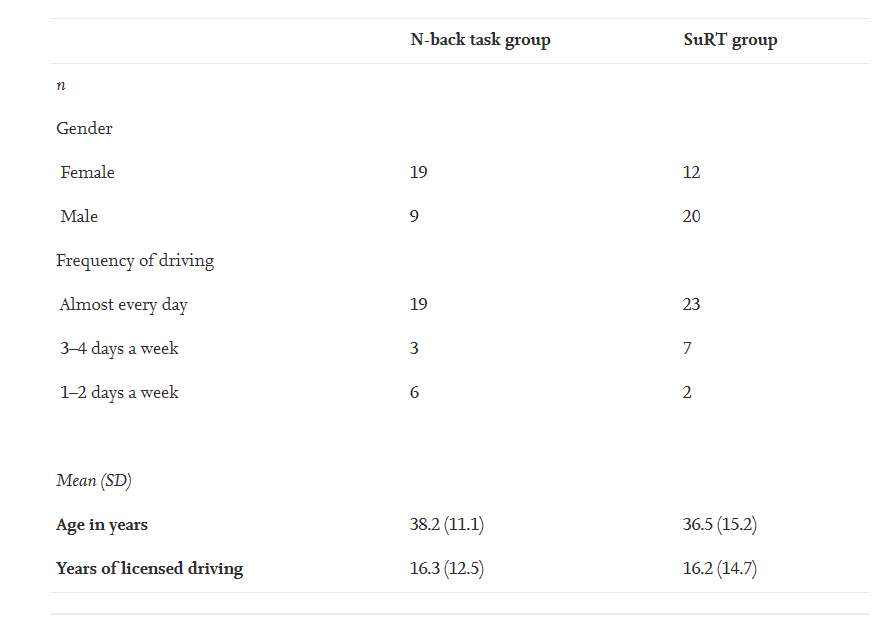 N-back task group SuRT group
n
Gender
Female 19 12
Male 9 20
Frequency of driving
Almost every day 19 23
3–4 days a week 3 7
1–2 days a week 6 2
Mean (SD)
Age in years 38.2 (11.1) 36.5 (15.2)
Years of licensed driving 16.3 (12.5) 16.2 (14.7)